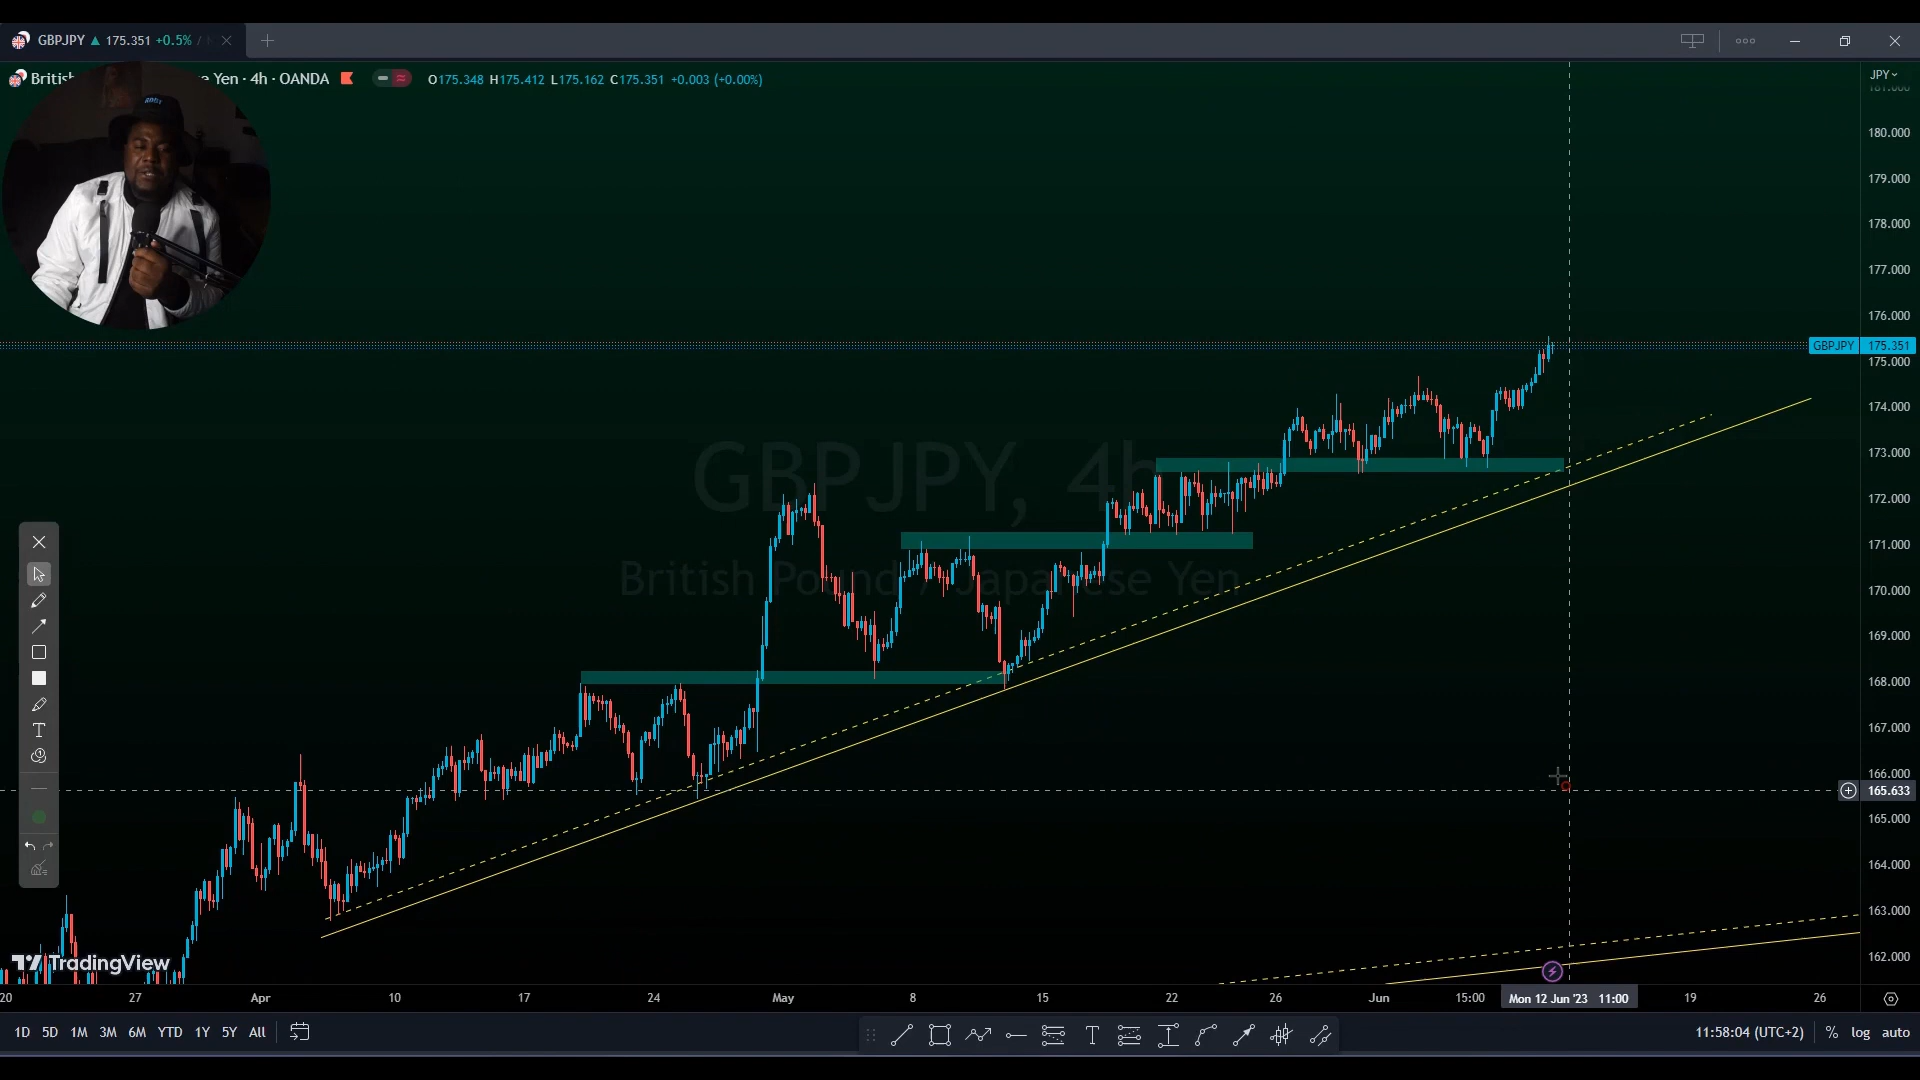 GBPJPY ▲ 175.351 +0.5% /
British e Yen · 4h · OANDA O175.348 H175.412 L175.162 C175.351 +0.003 (+0.00%)
JPY
181.000
180.000
179.000
178.000
177.000
176.000
GBPJPY 175.351
175.000
174.000
173.000
172.000
171.000
170.000
169.000
168.000
167.000
166.000
165.633
165.000
164.000
163.000
162.000
GBPJPY, 4h
British Pound / Japanese Yen
T
TradingView
20 27 Apr 10 17 24 May 8 15 22 26 Jun 15:00 Mon 12 Jun '23 11:00 19 26
1D 5D 1M 3M 6M YTD 1Y 5Y All T 11:58:04 (UTC+2) % log auto